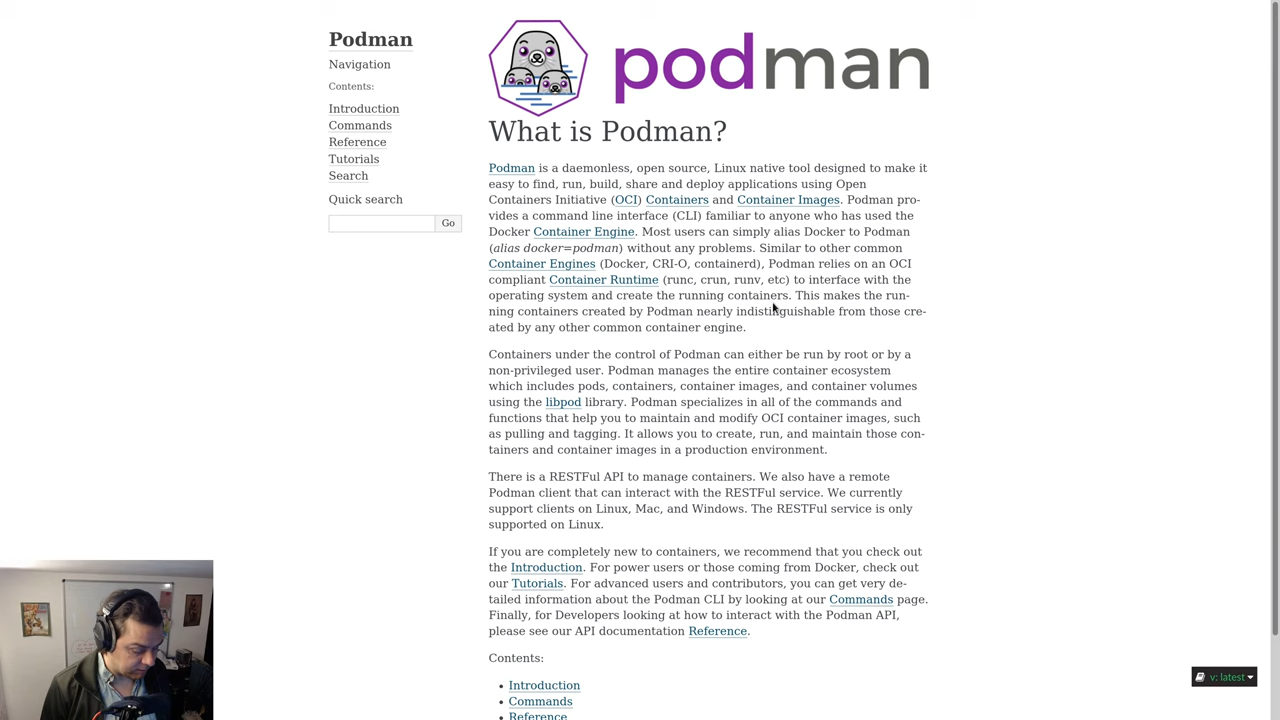 Podman
Navigation
Contents:
Introduction
Commands
Reference
Tutorials
Search
Quick search
Go
podman
What is Podman?
Podman is a daemonless, open source, Linux native tool designed to make it
easy to find, run, build, share and deploy applications using Open
Containers Initiative (OCI) Containers and Container Images. Podman pro-
vides a command line interface (CLI) familiar to anyone who has used the
Docker Container Engine. Most users can simply alias Docker to Podman
(alias docker=podman) without any problems. Similar to other common
Container Engines (Docker, CRI-O, containerd), Podman relies on an OCI
compliant Container Runtime (runc, crun, runv, etc) to interface with the
operating system and create the running containers. This makes the run-
ning containers created by Podman nearly indistinguishable from those cre-
ated by any other common container engine.
Containers under the control of Podman can either be run by root or by a
non-privileged user. Podman manages the entire container ecosystem
which includes pods, containers, container images, and container volumes
using the libpod library. Podman specializes in all of the commands and
functions that help you to maintain and modify OCI container images, such
as pulling and tagging. It allows you to create, run, and maintain those con-
tainers and container images in a production environment.
There is a RESTFul API to manage containers. We also have a remote
Podman client that can interact with the RESTFul service. We currently
support clients on Linux, Mac, and Windows. The RESTFul service is only
supported on Linux.
If you are completely new to containers, we recommend that you check out
the Introduction. For power users or those coming from Docker, check out
our Tutorials. For advanced users and contributors, you can get very de-
tailed information about the Podman CLI by looking at our Commands page.
Finally, for Developers looking at how to interact with the Podman API,
please see our API documentation Reference.
Contents:
Introduction
Commands
Reference
v: latest